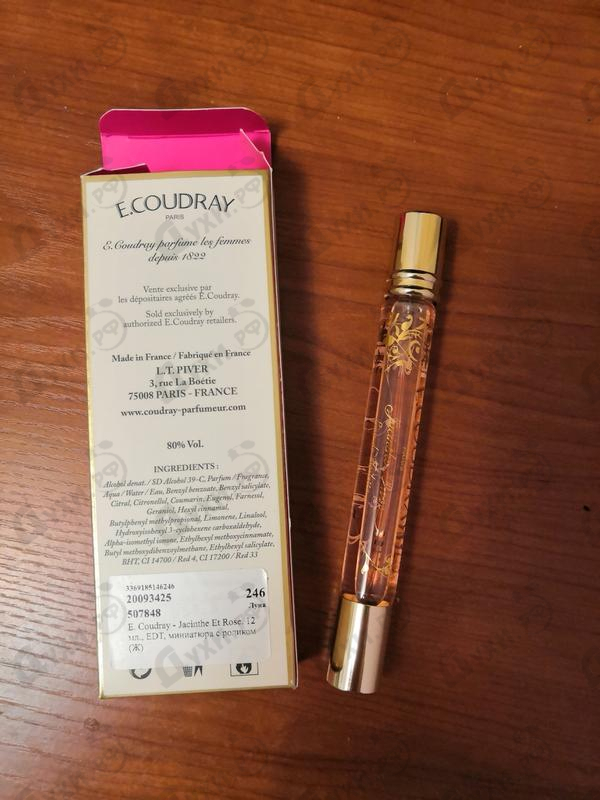 E.COUDRAY
PARIS
E.Coudray parfume les femmes
depuis 1822
Vente exclusive par
les dépositaires agréés E.Coudray.
Sold exclusively by
authorized E.Coudray retailers.
Made in France / Fabriqué en France
L.T. PIVER
3, rue La Boétie
75008 PARIS - FRANCE
www.coudray-parfumeur.com
80% Vol.
INGREDIENTS :
Alcohol denat. / SD Alcohol 39-C, Parfum / Fragrance,
Aqua / Water / Eau, Benzyl benzoate, Benzyl salicylate,
Citral, Citronellol, Coumarin, Eugenol, Farnesol,
Geraniol, Hexyl cinnamal,
Butylphenyl methylpropional, Limonene, Linalool,
Hydroxyisohexyl 3-cyclohexene carboxaldehyde,
Alpha-isomethyl ionone, Ethylhexyl methoxycinnamate,
Butyl methoxydibenzoylmethane, Ethylhexyl salicylate,
BHT, CI 14700 / Red 4, CI 17200 / Red 33
3369185146246
20093425 246
507848 Луна
E. Coudray - Jacinthe Et Rose, 12
мл., EDT, миниатюра с роликом
(Ж)